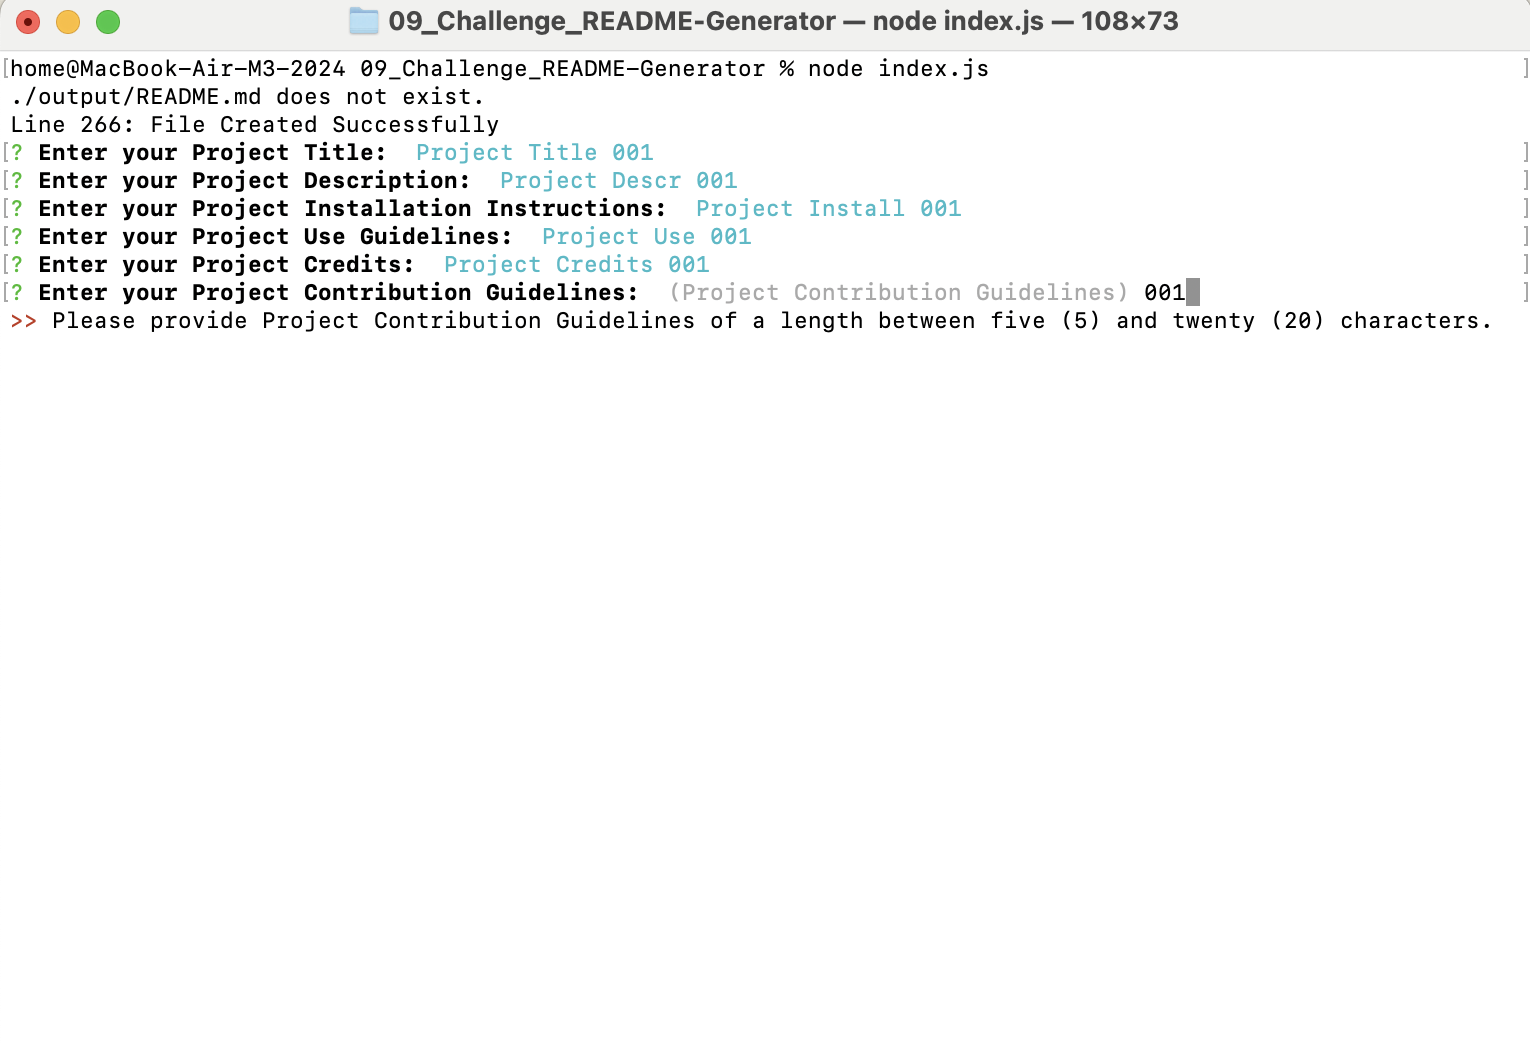 09_Challenge_README-Generator — node index.js — 108×73
[home@MacBook-Air-M3-2024 09_Challenge_README-Generator % node index.js ]
./output/README.md does not exist.
Line 266: File Created Successfully
[? Enter your Project Title:  Project Title 001 ]
[? Enter your Project Description:  Project Descr 001 ]
[? Enter your Project Installation Instructions:  Project Install 001 ]
[? Enter your Project Use Guidelines:  Project Use 001 ]
[? Enter your Project Credits:  Project Credits 001 ]
[? Enter your Project Contribution Guidelines:  (Project Contribution Guidelines) 001 ]
>> Please provide Project Contribution Guidelines of a length between five (5) and twenty (20) characters.